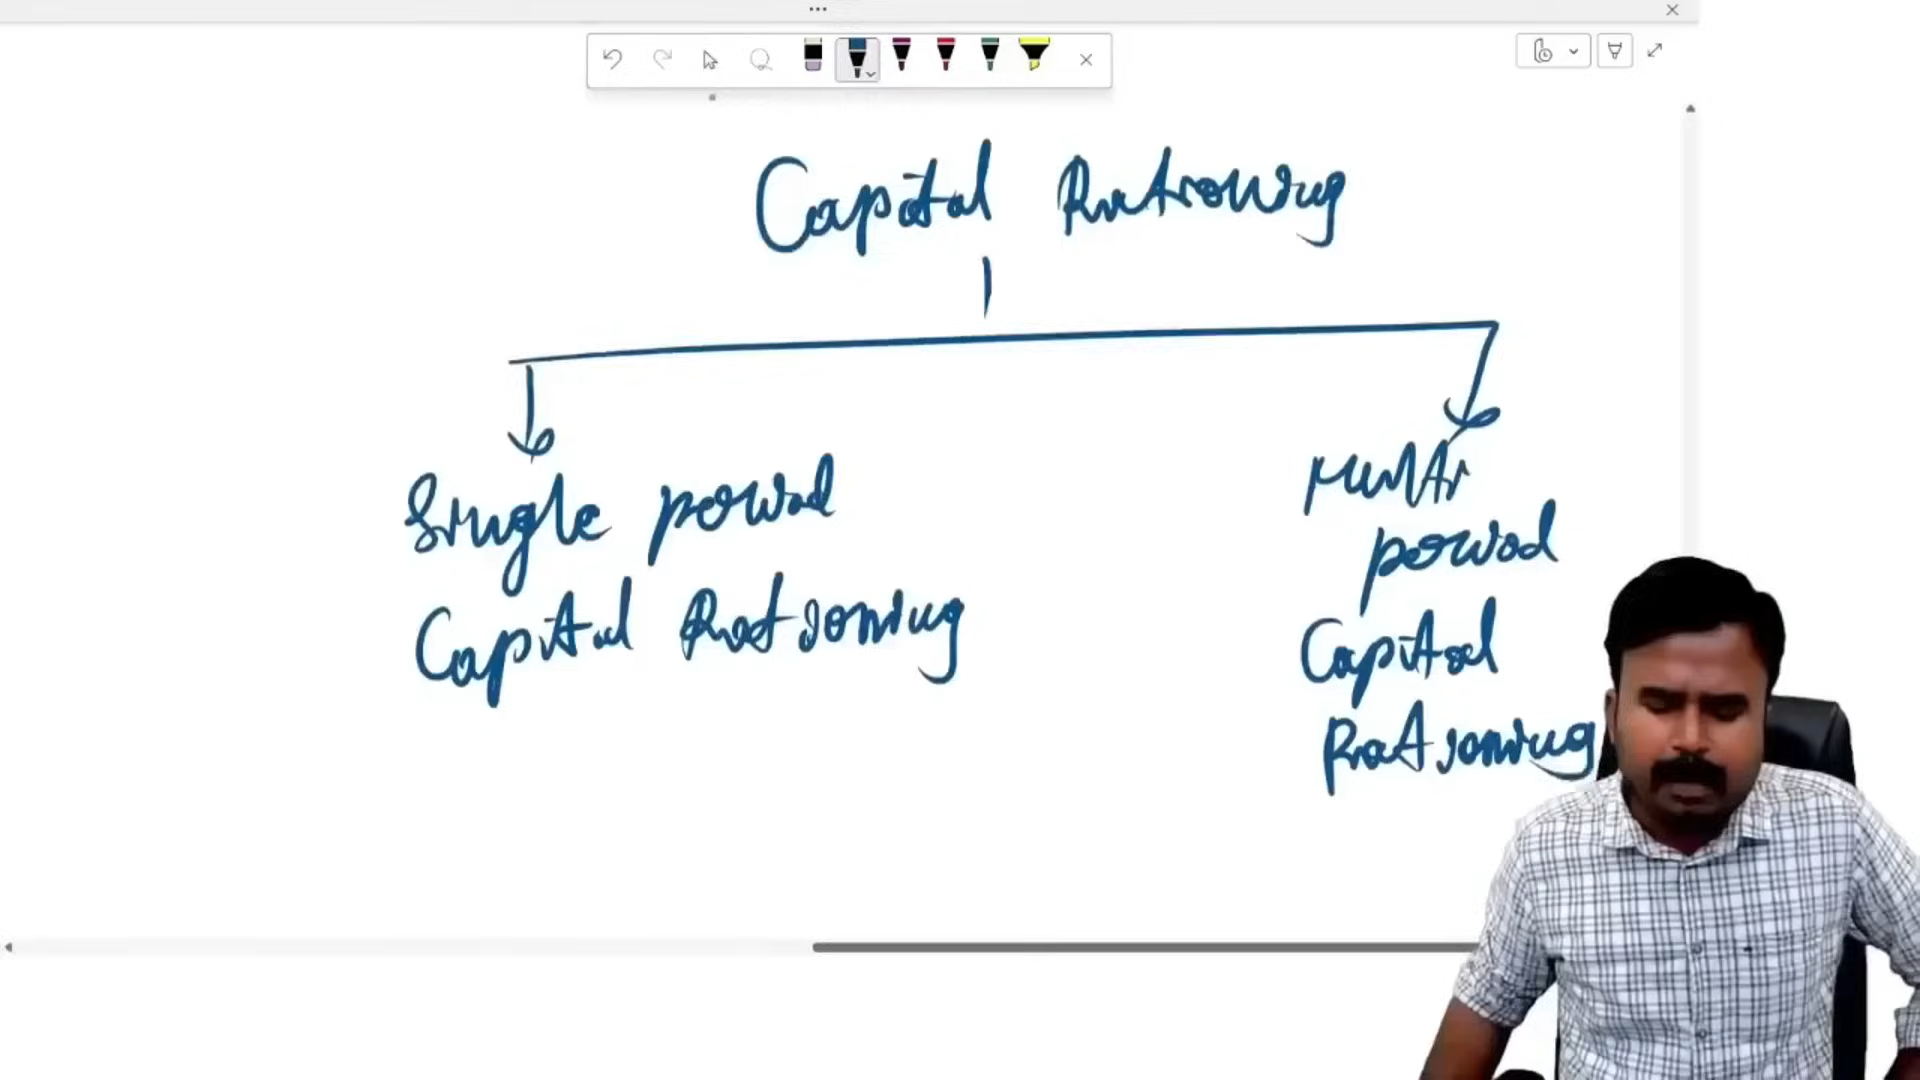 Capital Rationing
Single period
Capital Rationing
Multi
period
Capital
Rationing